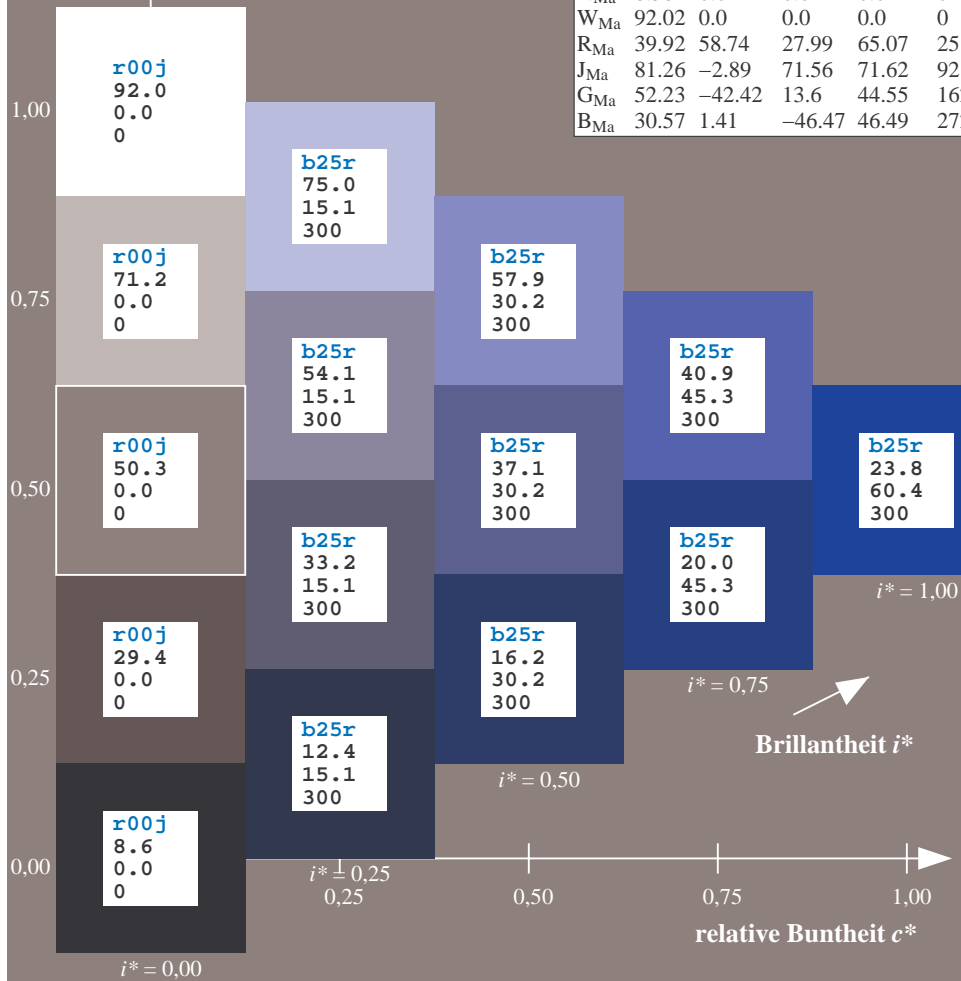 W_Ma 92.02 0.0 0.0 0.0 0
R_Ma 39.92 58.74 27.99 65.07 25
J_Ma 81.26 −2.89 71.56 71.62 92
G_Ma 52.23 −42.42 13.6 44.55
B_Ma 30.57 1.41 −46.47 46.49
r00j
92.0
0.0
0
1,00
b25r
75.0
15.1
300
r00j
71.2
0.0
0
b25r
57.9
30.2
300
0,75
b25r
54.1
15.1
300
b25r
40.9
45.3
300
r00j
50.3
0.0
0
b25r
37.1
30.2
300
b25r
23.8
60.4
300
0,50
b25r
33.2
15.1
300
b25r
20.0
45.3
300
i* = 1,00
r00j
29.4
0.0
0
b25r
16.2
30.2
300
0,25
i* = 0,75
b25r
12.4
15.1
300
Brillantheit i*
i* = 0,50
r00j
8.6
0.0
0
0,00
i* = 0,25
0,25 0,50 0,75 1,00
relative Buntheit c*
i* = 0,00